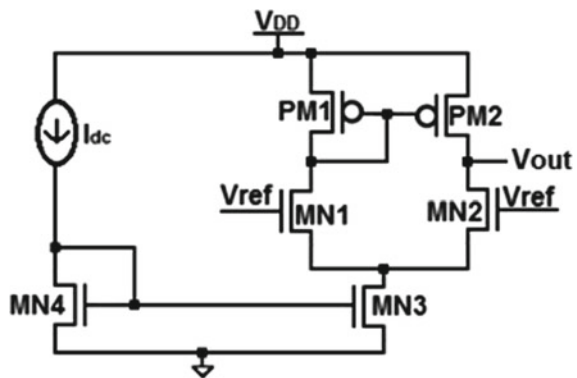 VDD
PM1
PM2
Idc
Vout
Vref
MN1
MN2
Vref
MN4
MN3